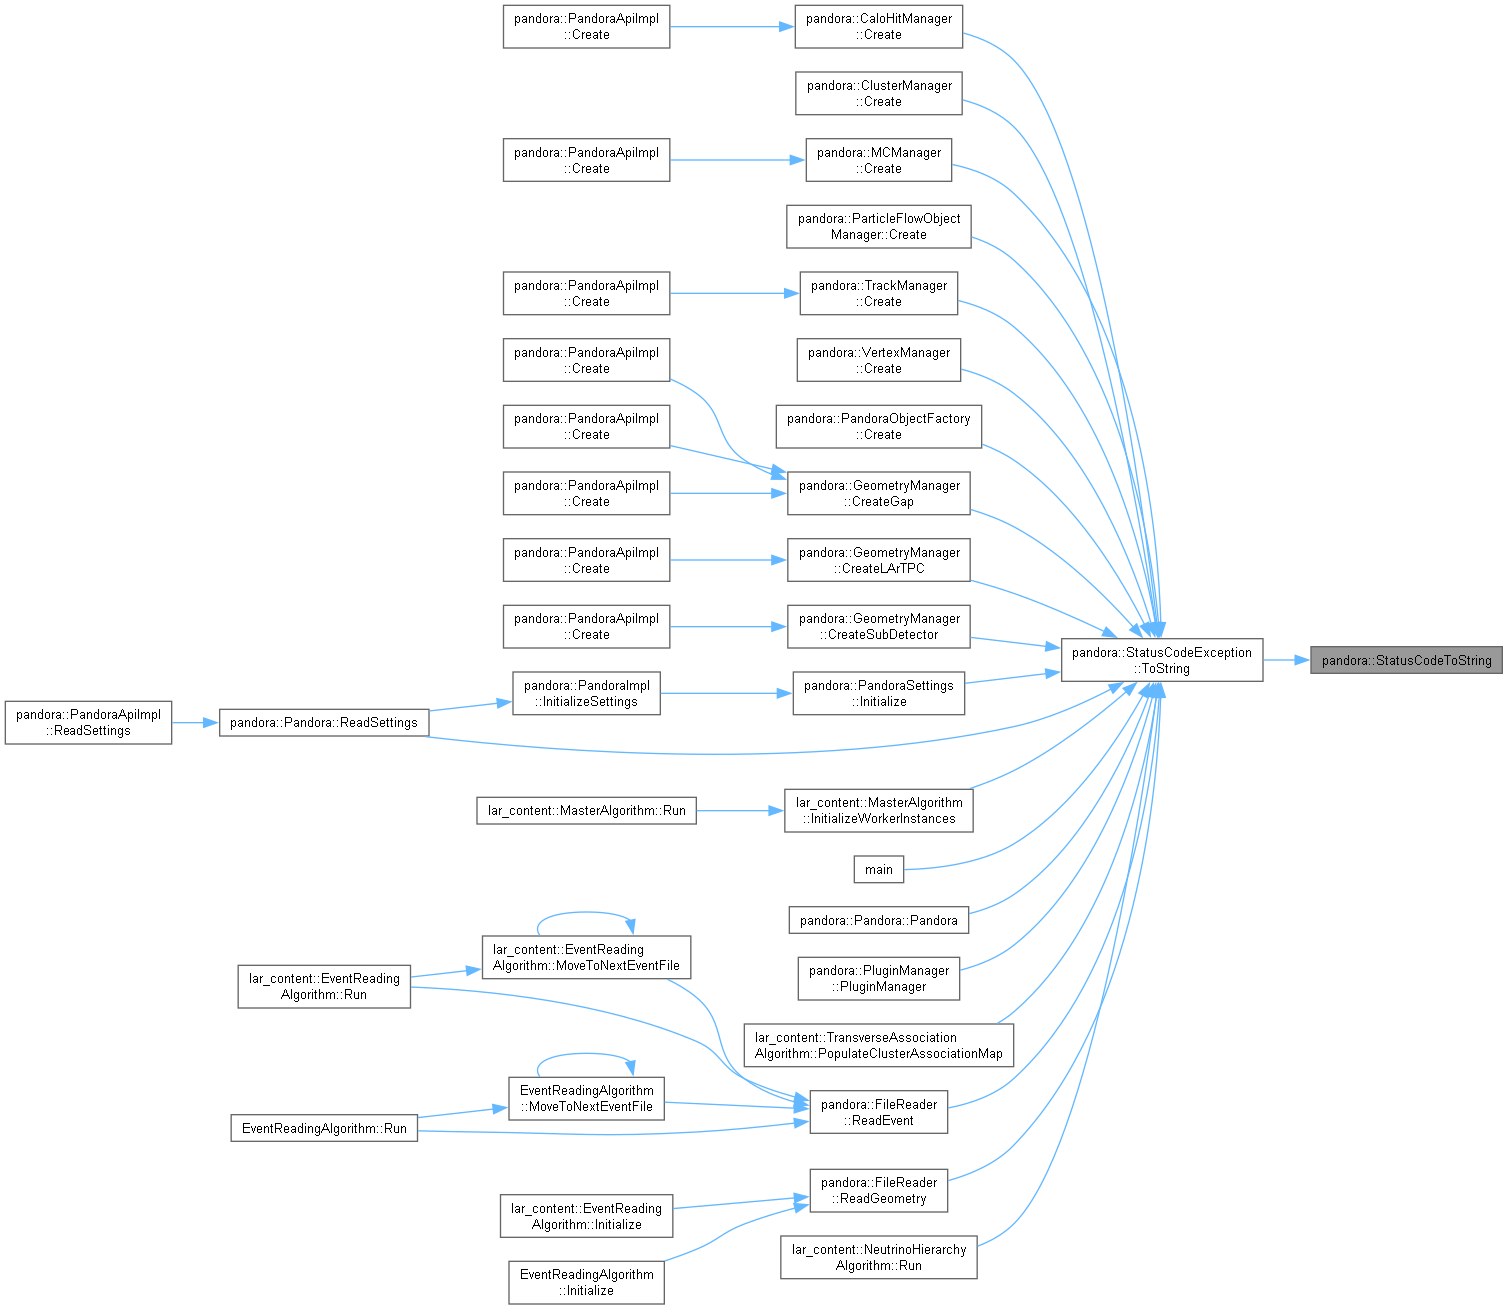 pandora::PandoraApiImpl
::Create
pandora::CaloHitManager
::Create
pandora::ClusterManager
::Create
pandora::PandoraApiImpl
::Create
pandora::MCManager
::Create
pandora::ParticleFlowObject
Manager::Create
pandora::PandoraApiImpl
::Create
pandora::TrackManager
::Create
pandora::PandoraApiImpl
::Create
pandora::VertexManager
::Create
pandora::PandoraApiImpl
::Create
pandora::PandoraObjectFactory
::Create
pandora::PandoraApiImpl
::Create
pandora::GeometryManager
::CreateGap
pandora::PandoraApiImpl
::Create
pandora::GeometryManager
::CreateLArTPC
pandora::PandoraApiImpl
::Create
pandora::GeometryManager
::CreateSubDetector
pandora::StatusCodeException
::ToString
pandora::StatusCodeToString
pandora::PandoraImpl
::InitializeSettings
pandora::PandoraSettings
::Initialize
pandora::PandoraApiImpl
::ReadSettings
pandora::Pandora::ReadSettings
lar_content::MasterAlgorithm::Run
lar_content::MasterAlgorithm
::InitializeWorkerInstances
main
pandora::Pandora::Pandora
lar_content::EventReading
Algorithm::MoveToNextEventFile
lar_content::EventReading
Algorithm::Run
pandora::PluginManager
::PluginManager
lar_content::TransverseAssociation
Algorithm::PopulateClusterAssociationMap
EventReadingAlgorithm
::MoveToNextEventFile
EventReadingAlgorithm::Run
pandora::FileReader
::ReadEvent
pandora::FileReader
::ReadGeometry
lar_content::EventReading
Algorithm::Initialize
lar_content::NeutrinoHierarchy
Algorithm::Run
EventReadingAlgorithm
::Initialize